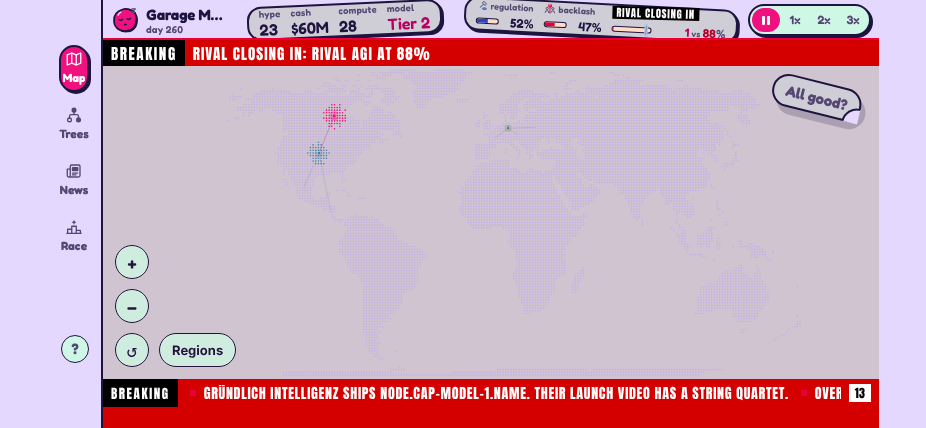 Garage M...
day 260
hype
23
cash
$60M
compute
28
model
Tier 2
regulation
52%
backlash
47%
RIVAL CLOSING IN
1 vs 88%
1x
2x
3x
BREAKING
RIVAL CLOSING IN: RIVAL AGI AT 88%
Map
Trees
News
Race
?
All good?
+
−
↺
Regions
BREAKING
GRÜNDLICH INTELLIGENZ SHIPS NODE.CAP-MODEL-1.NAME. THEIR LAUNCH VIDEO HAS A STRING QUARTET.
OVER
13